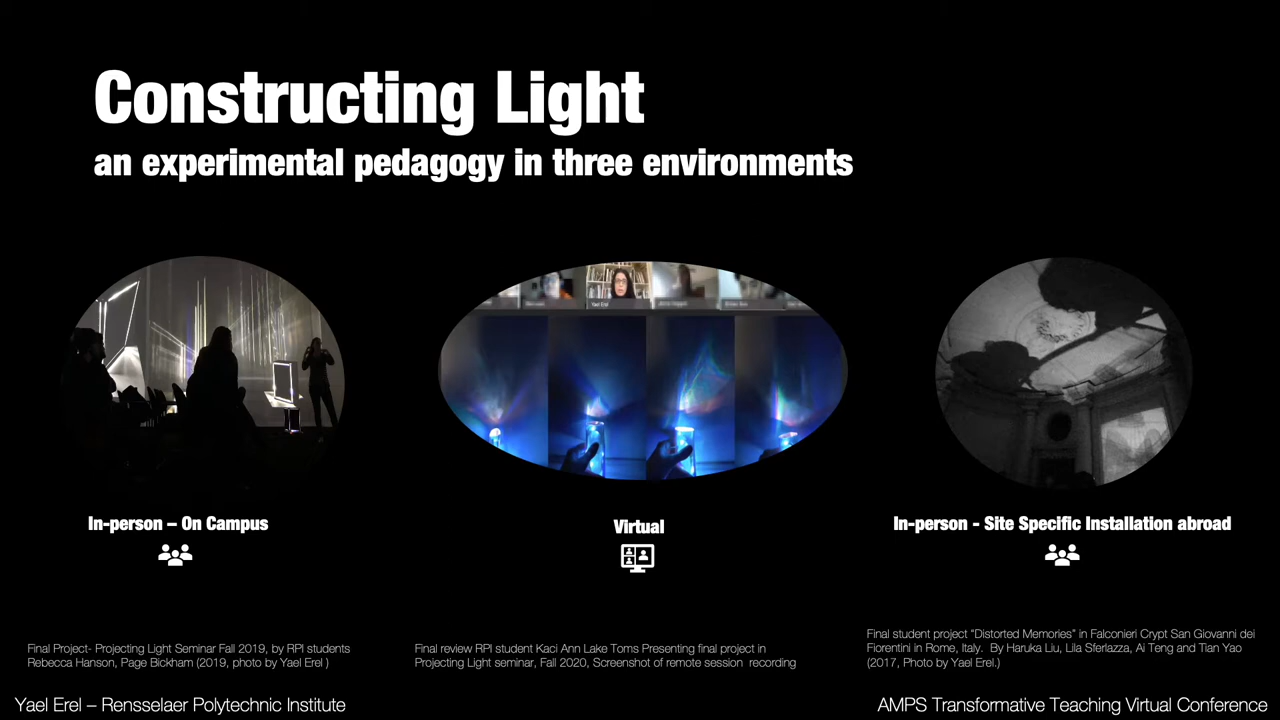 Constructing Light
an experimental pedagogy in three environments
Yael Erel
In-person – On Campus
Virtual
In-person - Site Specific Installation abroad
Final Project- Projecting Light Seminar Fall 2019, by RPI students
Rebecca Hanson, Page Bickham (2019, photo by Yael Erel )
Final review RPI student Kaci Ann Lake Toms Presenting final project in
Projecting Light seminar, Fall 2020, Screenshot of remote session recording
Final student project “Distorted Memories” in Falconieri Crypt San Giovanni dei
Fiorentini in Rome, Italy. By Haruka Liu, Lila Sferlazza, Ai Teng and Tian Yao
(2017, Photo by Yael Erel.)
Yael Erel – Rensselaer Polytechnic Institute
AMPS Transformative Teaching Virtual Conference